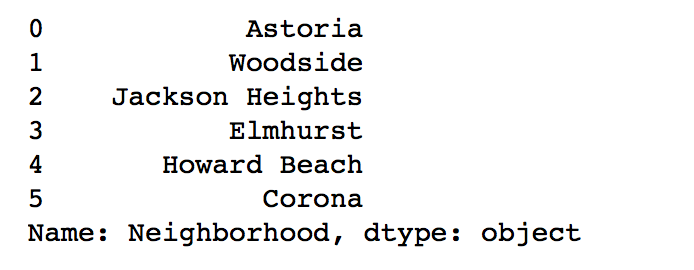 0 Astoria
1 Woodside
2 Jackson Heights
3 Elmhurst
4 Howard Beach
5 Corona
Name: Neighborhood, dtype: object